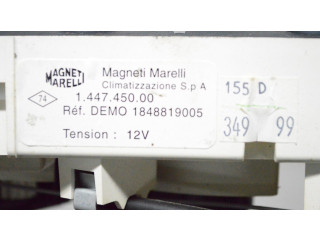 MAGNETI
MARELLI
Magneti Marelli
Climatizzazione S.p A
74
1.447.450.00
Réf. DEMO 1848819005
Tension : 12V
155 D
349 99